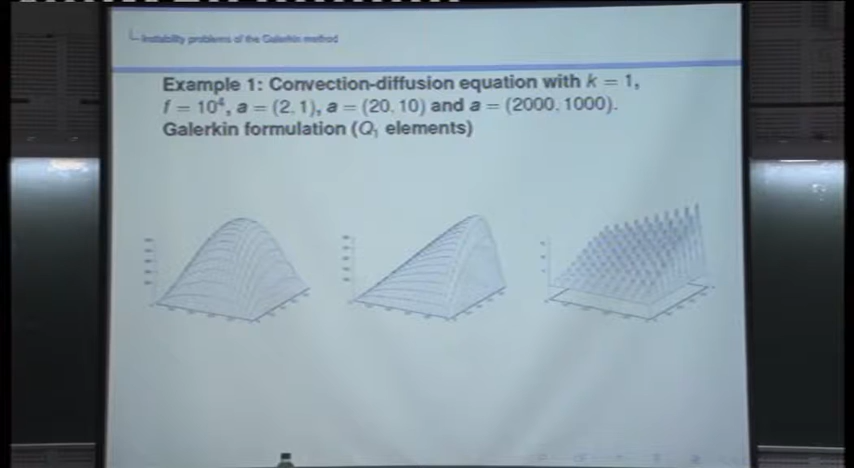 Instability problems of the Galerkin method
Example 1: Convection-diffusion equation with k = 1,
f = 10⁴, a = (2, 1), a = (20, 10) and a = (2000, 1000).
Galerkin formulation (Q₁ elements)